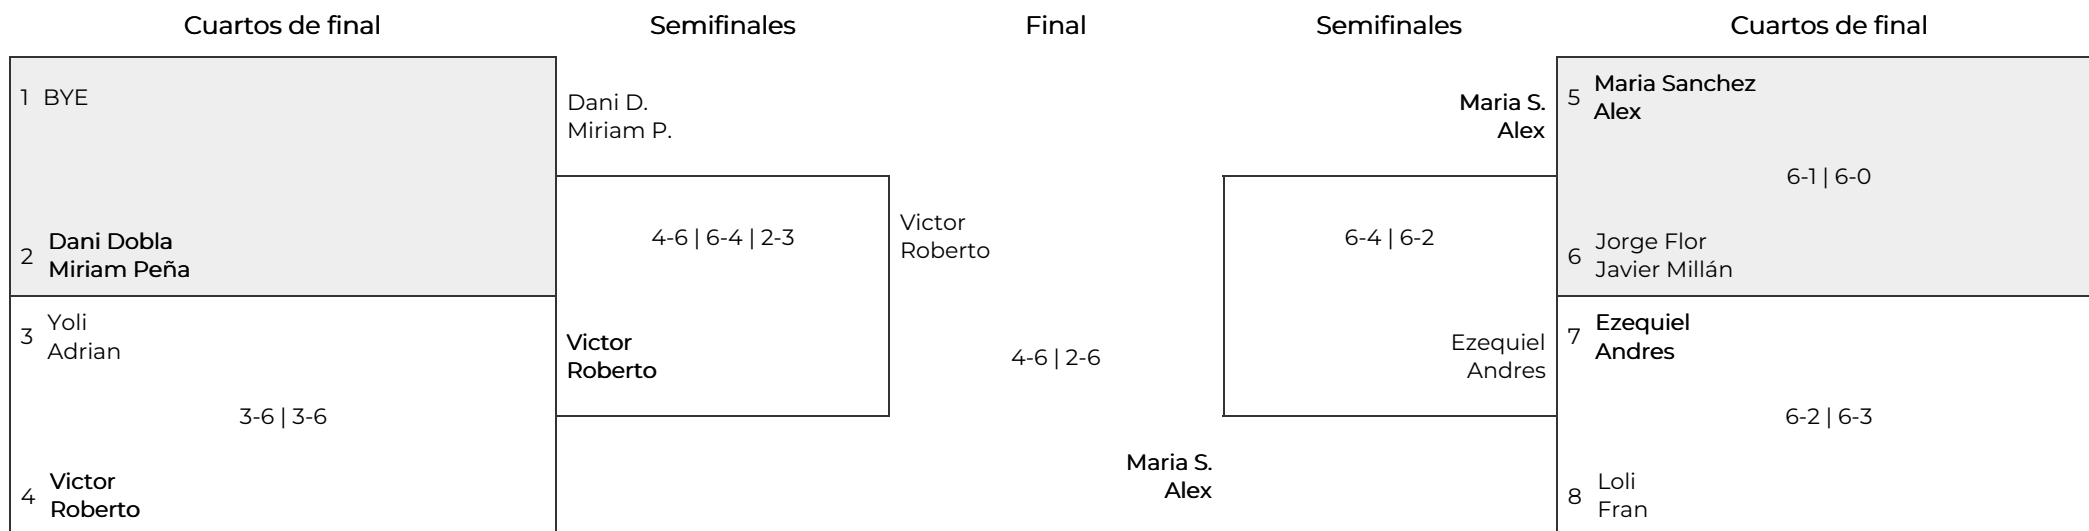 Cuartos de final
Semifinales
Final
Semifinales
Cuartos de final
1 BYE
2 Dani Dobla
Miriam Peña
3 Yoli
Adrian
3-6 | 3-6
4 Victor
Roberto
Dani D.
Miriam P.
4-6 | 6-4 | 2-3
Victor
Roberto
Victor
Roberto
4-6 | 2-6
Maria S.
Alex
Maria S.
Alex
6-4 | 6-2
Ezequiel
Andres
5 Maria Sanchez
Alex
6-1 | 6-0
6 Jorge Flor
Javier Millán
7 Ezequiel
Andres
6-2 | 6-3
8 Loli
Fran